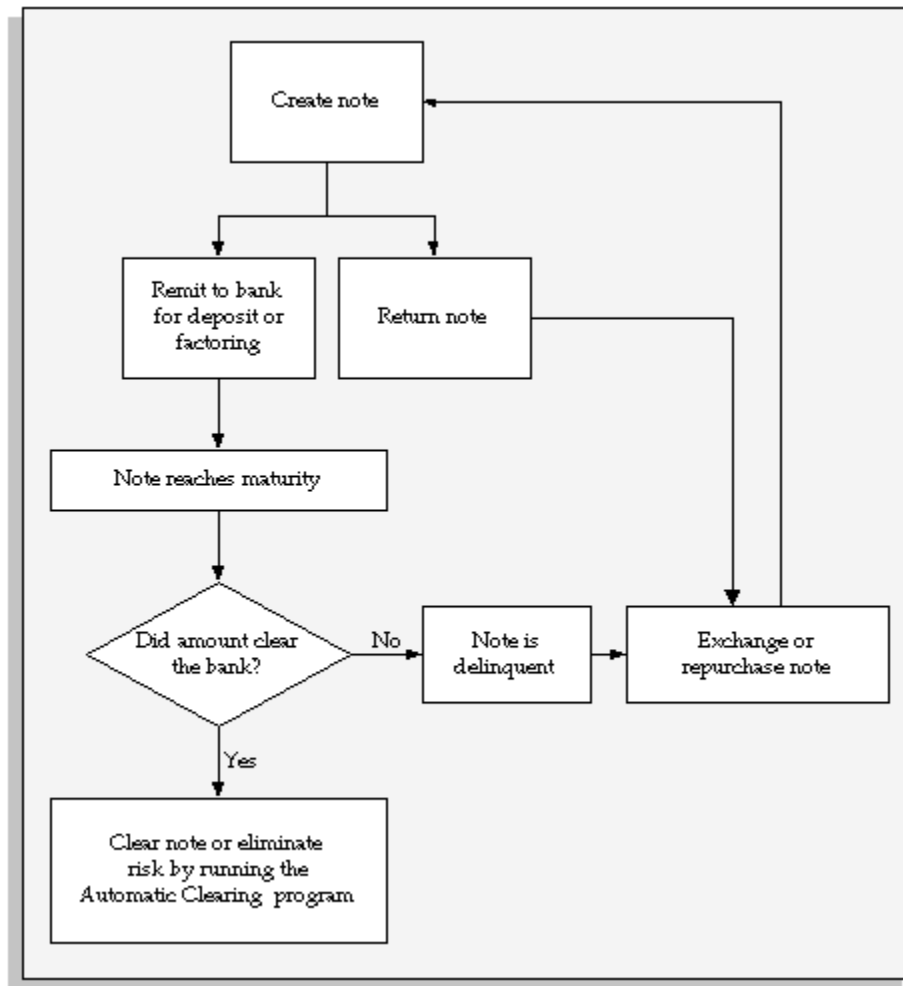 Create note
Remit to bank
for deposit or
factoring
Return note
Note reaches maturity
Did amount clear
the bank?
No
Note is
delinquent
Exchange or
repurchase note
Yes
Clear note or eliminate
risk by running the
Automatic Clearing program